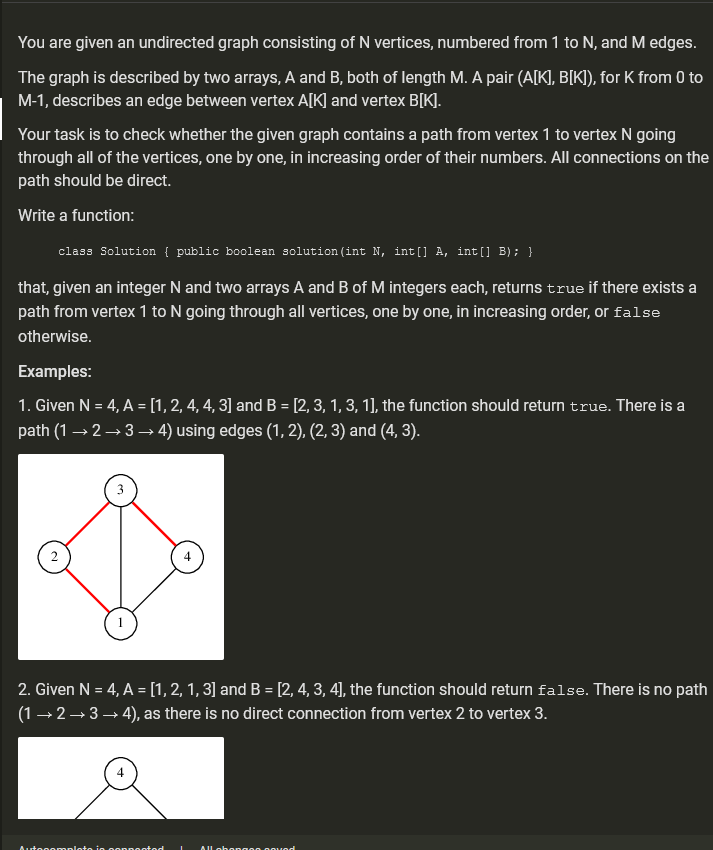 You are given an undirected graph consisting of N vertices, numbered from 1 to N, and M edges.
The graph is described by two arrays, A and B, both of length M. A pair (A[K], B[K]), for K from 0 to
M-1, describes an edge between vertex A[K] and vertex B[K].
Your task is to check whether the given graph contains a path from vertex 1 to vertex N going
through all of the vertices, one by one, in increasing order of their numbers. All connections on the
path should be direct.
Write a function:
class Solution { public boolean solution(int N, int[] A, int[] B); }
that, given an integer N and two arrays A and B of M integers each, returns true if there exists a
path from vertex 1 to N going through all vertices, one by one, in increasing order, or false
otherwise.
Examples:
1. Given N = 4, A = [1, 2, 4, 4, 3] and B = [2, 3, 1, 3, 1], the function should return true. There is a
path (1 → 2 → 3 → 4) using edges (1, 2), (2, 3) and (4, 3).
3
2 4
1
2. Given N = 4, A = [1, 2, 1, 3] and B = [2, 4, 3, 4], the function should return false. There is no path
(1 → 2 → 3 → 4), as there is no direct connection from vertex 2 to vertex 3.
4
Autocomplete is connected | All changes saved